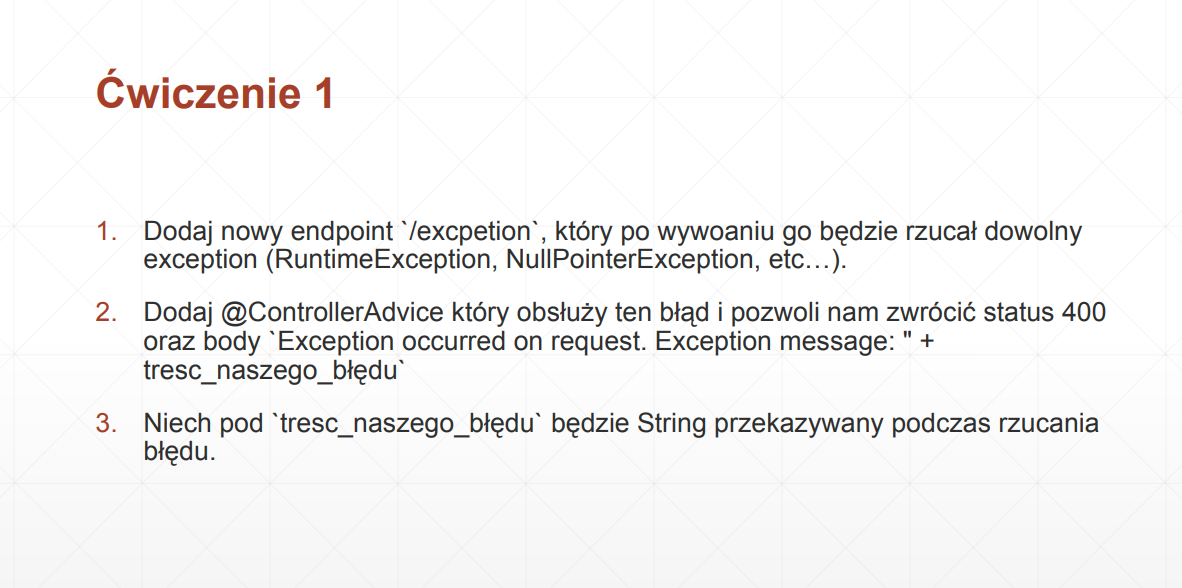 Ćwiczenie 1
1. Dodaj nowy endpoint `/excpetion`, który po wywoaniu go będzie rzucał dowolny
exception (RuntimeException, NullPointerException, etc…).
2. Dodaj @ControllerAdvice który obsłuży ten błąd i pozwoli nam zwrócić status 400
oraz body `Exception occurred on request. Exception message: " +
tresc_naszego_błędu`
3. Niech pod `tresc_naszego_błędu` będzie String przekazywany podczas rzucania
błędu.